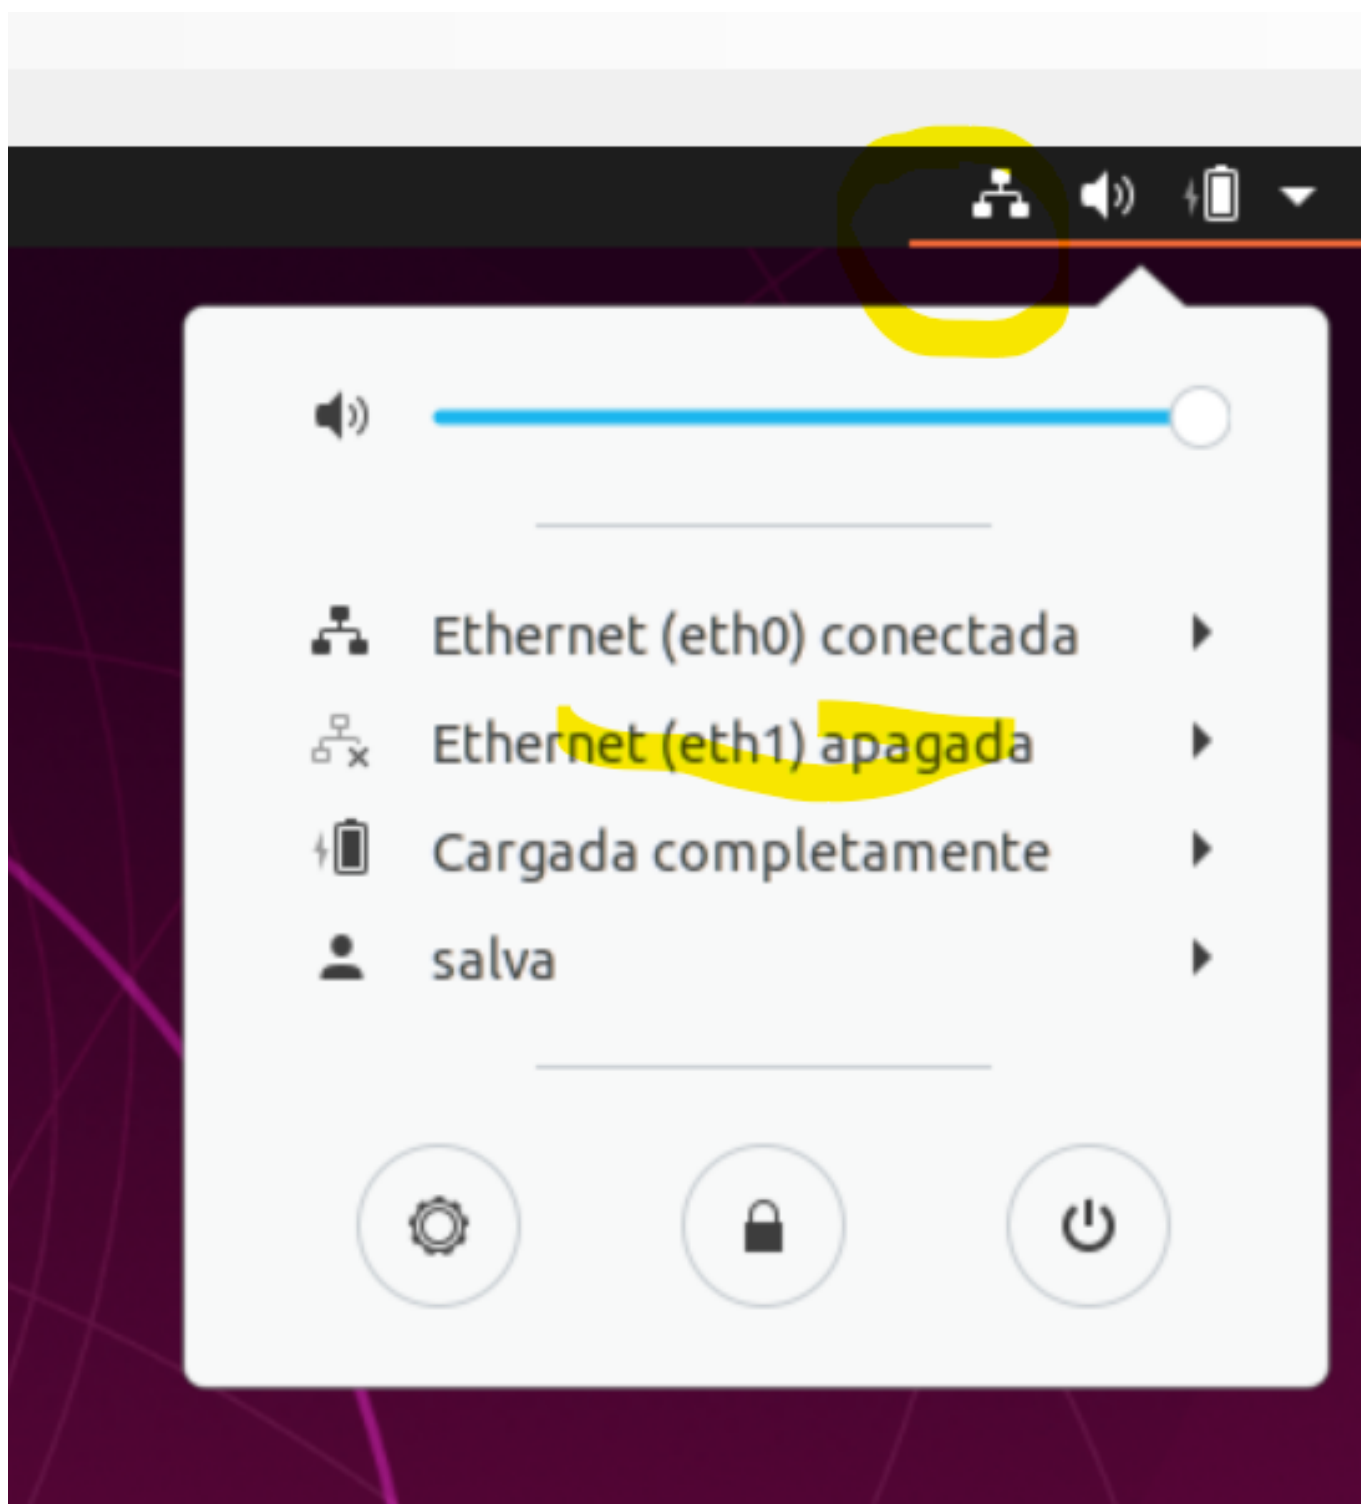 Ethernet (eth0) conectada
Ethernet (eth1) apagada
Cargada completamente
salva